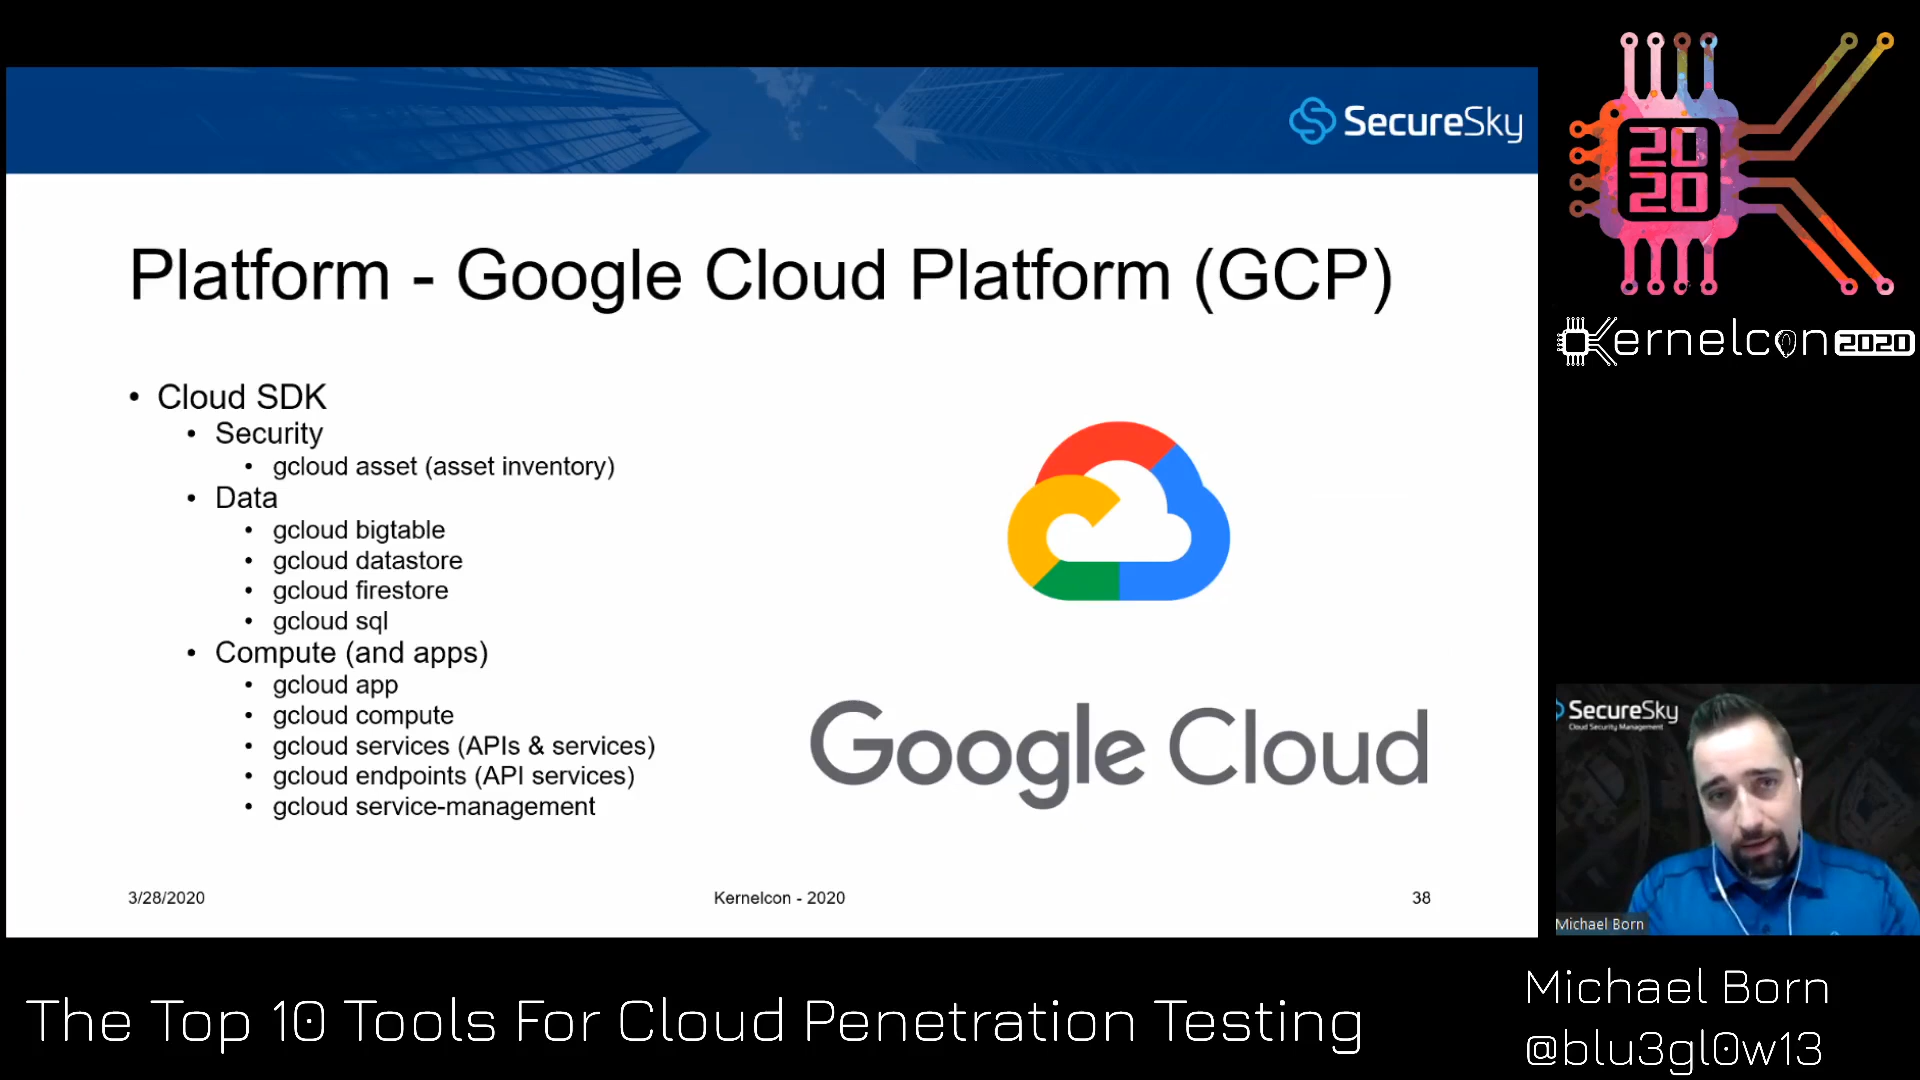 SecureSky
Platform - Google Cloud Platform (GCP)
• Cloud SDK
• Security
• gcloud asset (asset inventory)
• Data
• gcloud bigtable
• gcloud datastore
• gcloud firestore
• gcloud sql
• Compute (and apps)
• gcloud app
• gcloud compute
• gcloud services (APIs & services)
• gcloud endpoints (API services)
• gcloud service-management
Google Cloud
3/28/2020
Kernelcon - 2020
38
20
20
Kernelcon 2020
SecureSky
Cloud Security Management
Michael Born
The Top 10 Tools For Cloud Penetration Testing
Michael Born
@blu3gl0w13